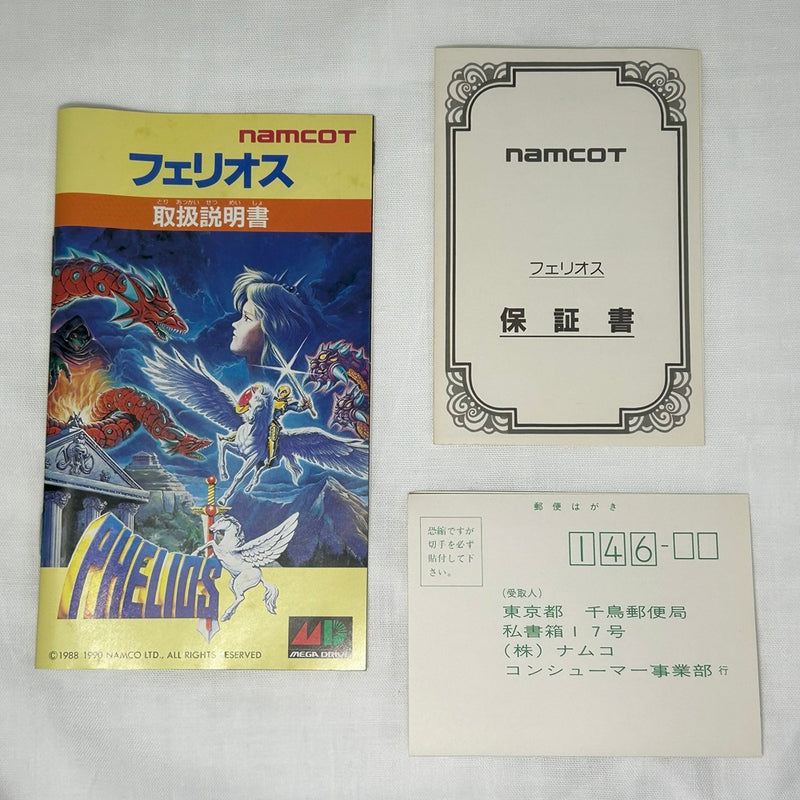 namcot
フェリオス
とり あつかい せつ めい しょ
取扱説明書
PHELIOS
MD
MEGA DRIVE
©1988 1990 NAMCO LTD., ALL RIGHTS RESERVED
namcot
フェリオス
保証書
郵便はがき
恐縮ですが
切手を必ず
貼付して下
さい。
146-
(受取人)
東京都 千鳥郵便局
私書箱17号
(株)ナムコ
コンシューマー事業部 行